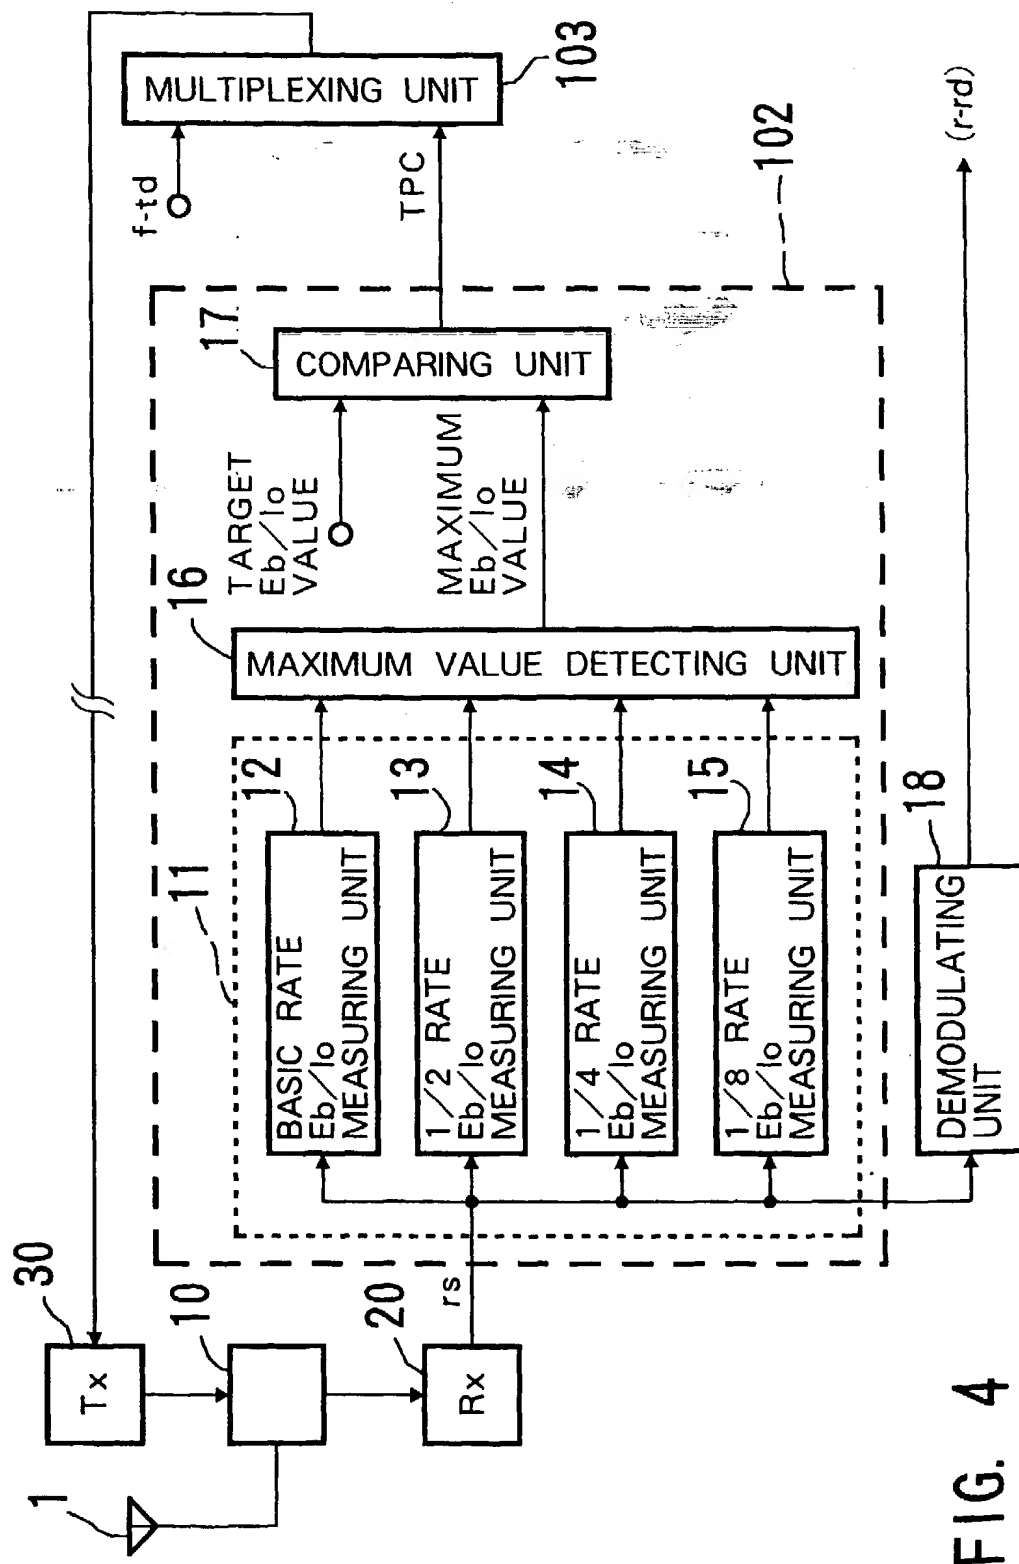 1
30
Tx
10
20
Rx
rs
11
12
BASIC RATE
Eb/Io
MEASURING UNIT
13
1/2 RATE
Eb/Io
MEASURING UNIT
14
1/4 RATE
Eb/Io
MEASURING UNIT
15
1/8 RATE
Eb/Io
MEASURING UNIT
18
DEMODULATING
UNIT
16
MAXIMUM VALUE DETECTING UNIT
TARGET
Eb/Io
VALUE
MAXIMUM
Eb/Io
VALUE
17
COMPARING UNIT
102
f-td
TPC
MULTIPLEXING UNIT
103
(r-rd)
FIG. 4